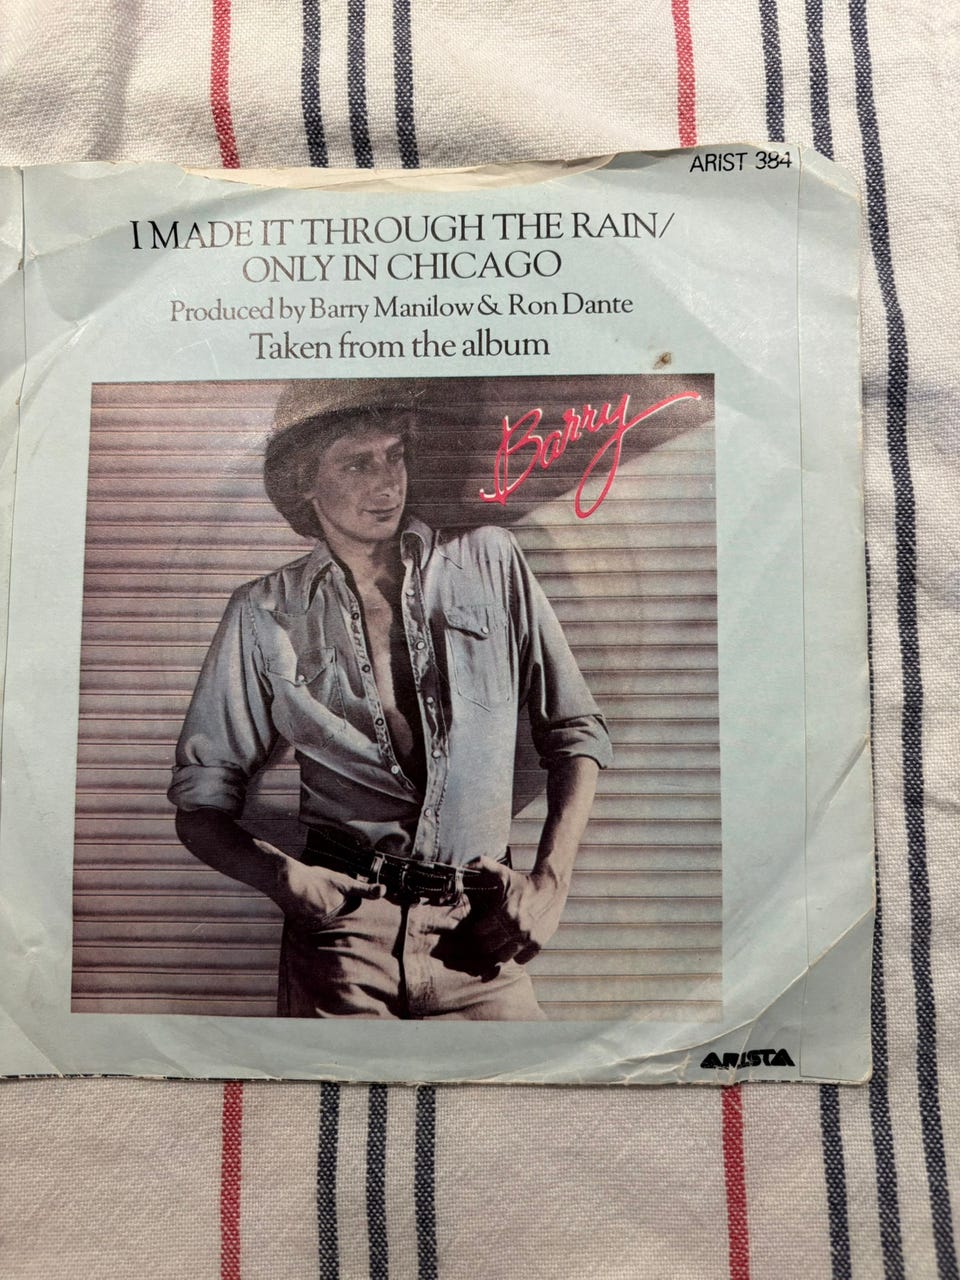 ARIST 384
I MADE IT THROUGH THE RAIN/
ONLY IN CHICAGO
Produced by Barry Manilow & Ron Dante
Taken from the album
Barry
ARISTA